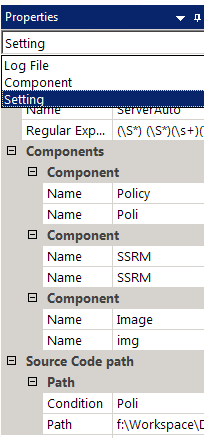 Properties
Setting
Log File
Component
Setting
Name ServerAuto
Regular Exp... (\S*) (\S*)(\s+)(
Components
Component
Name Policy
Name Poli
Component
Name SSRM
Name SSRM
Component
Name Image
Name img
Source Code path
Path
Condition Poli
Path f:\Workspace\D